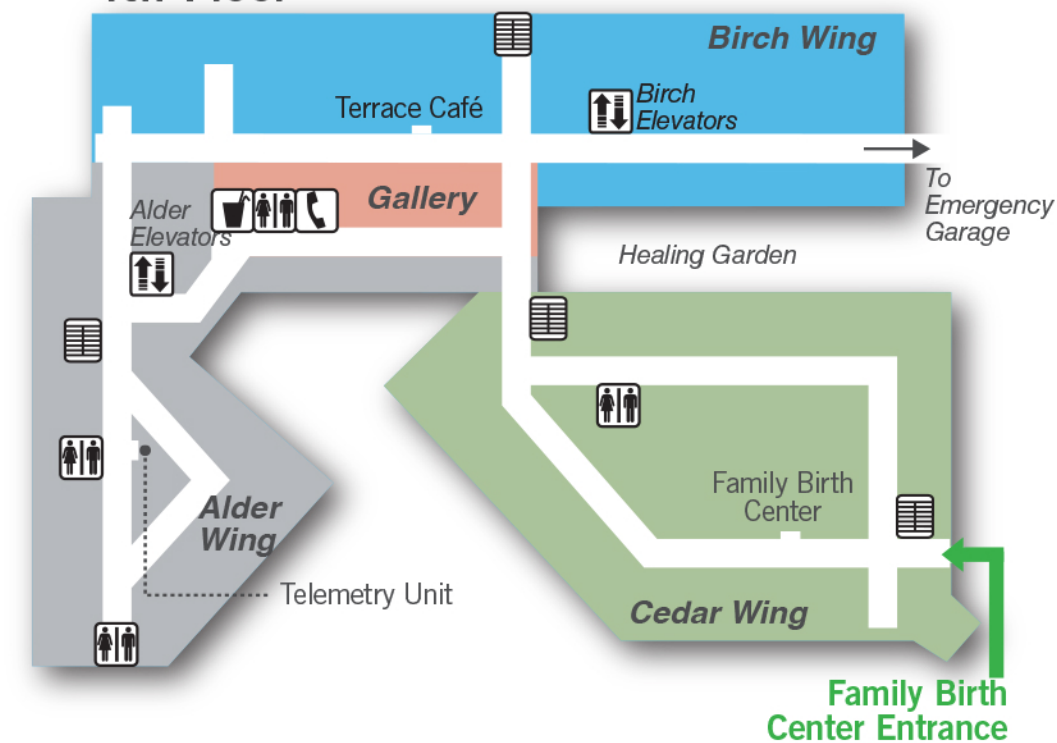 Birch Wing
Terrace Café
Birch
Elevators
To
Emergency
Garage
Gallery
Alder
Elevators
Healing Garden
Family Birth
Center
Alder
Wing
Telemetry Unit
Cedar Wing
Family Birth
Center Entrance